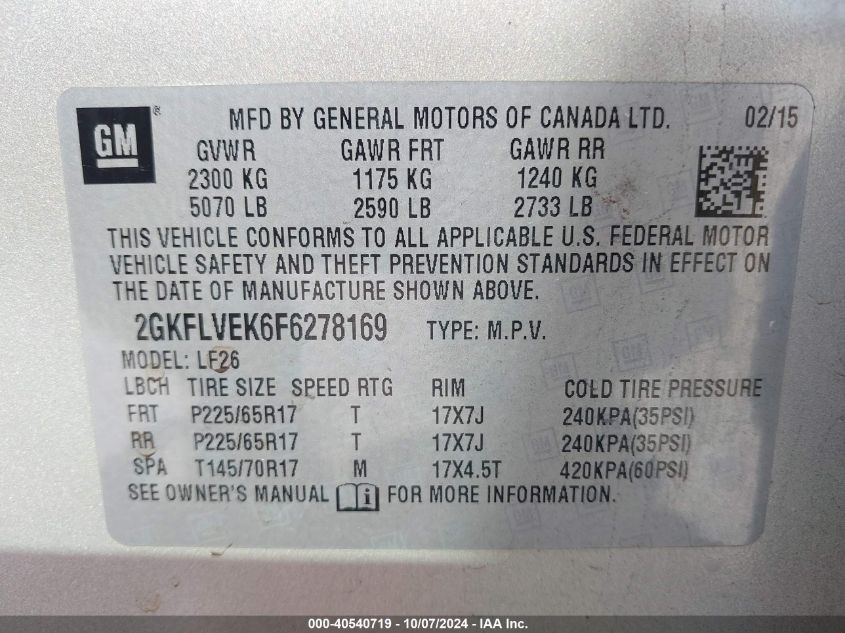 GM ® MFD BY GENERAL MOTORS OF CANADA LTD. 02/15
GVWR GAWR FRT GAWR RR
2300 KG 1175 KG 1240 KG
5070 LB 2590 LB 2733 LB
THIS VEHICLE CONFORMS TO ALL APPLICABLE U.S. FEDERAL MOTOR
VEHICLE SAFETY AND THEFT PREVENTION STANDARDS IN EFFECT ON
THE DATE OF MANUFACTURE SHOWN ABOVE.
2GKFLVEK6F6278169 TYPE: M.P.V.
MODEL: LF26
LBCH TIRE SIZE SPEED RTG RIM COLD TIRE PRESSURE
FRT P225/65R17 T 17X7J 240KPA(35PSI)
RR P225/65R17 T 17X7J 240KPA(35PSI)
SPA T145/70R17 M 17X4.5T 420KPA(60PSI)
SEE OWNER'S MANUAL i FOR MORE INFORMATION.
000-40540719 - 10/07/2024 - IAA Inc.